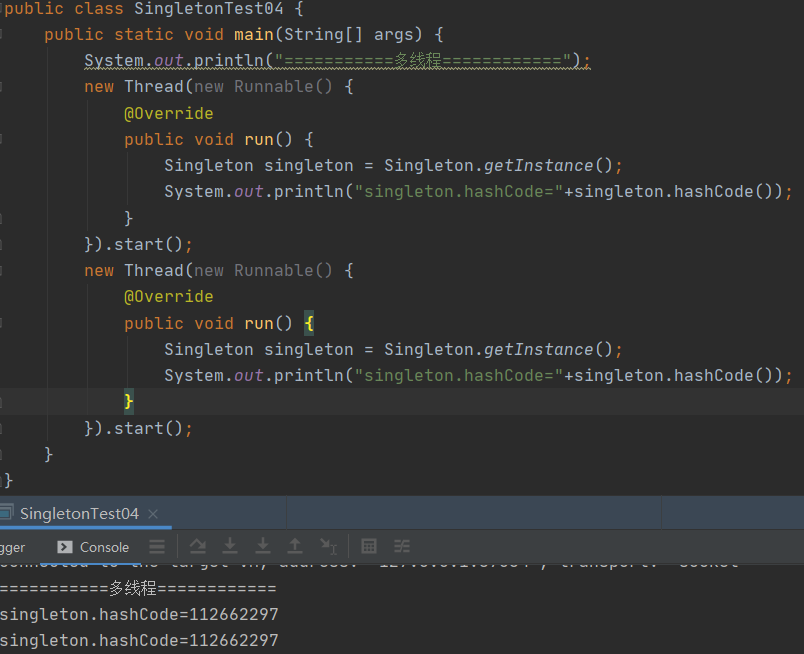 public class SingletonTest04 {
public static void main(String[] args) {
System.out.println("===========多线程============");
new Thread(new Runnable() {
@Override
public void run() {
Singleton singleton = Singleton.getInstance();
System.out.println("singleton.hashCode="+singleton.hashCode());
}
}).start();
new Thread(new Runnable() {
@Override
public void run() {
Singleton singleton = Singleton.getInstance();
System.out.println("singleton.hashCode="+singleton.hashCode());
}
}).start();
}
}
SingletonTest04
gger Console
===========多线程============
singleton.hashCode=112662297
singleton.hashCode=112662297